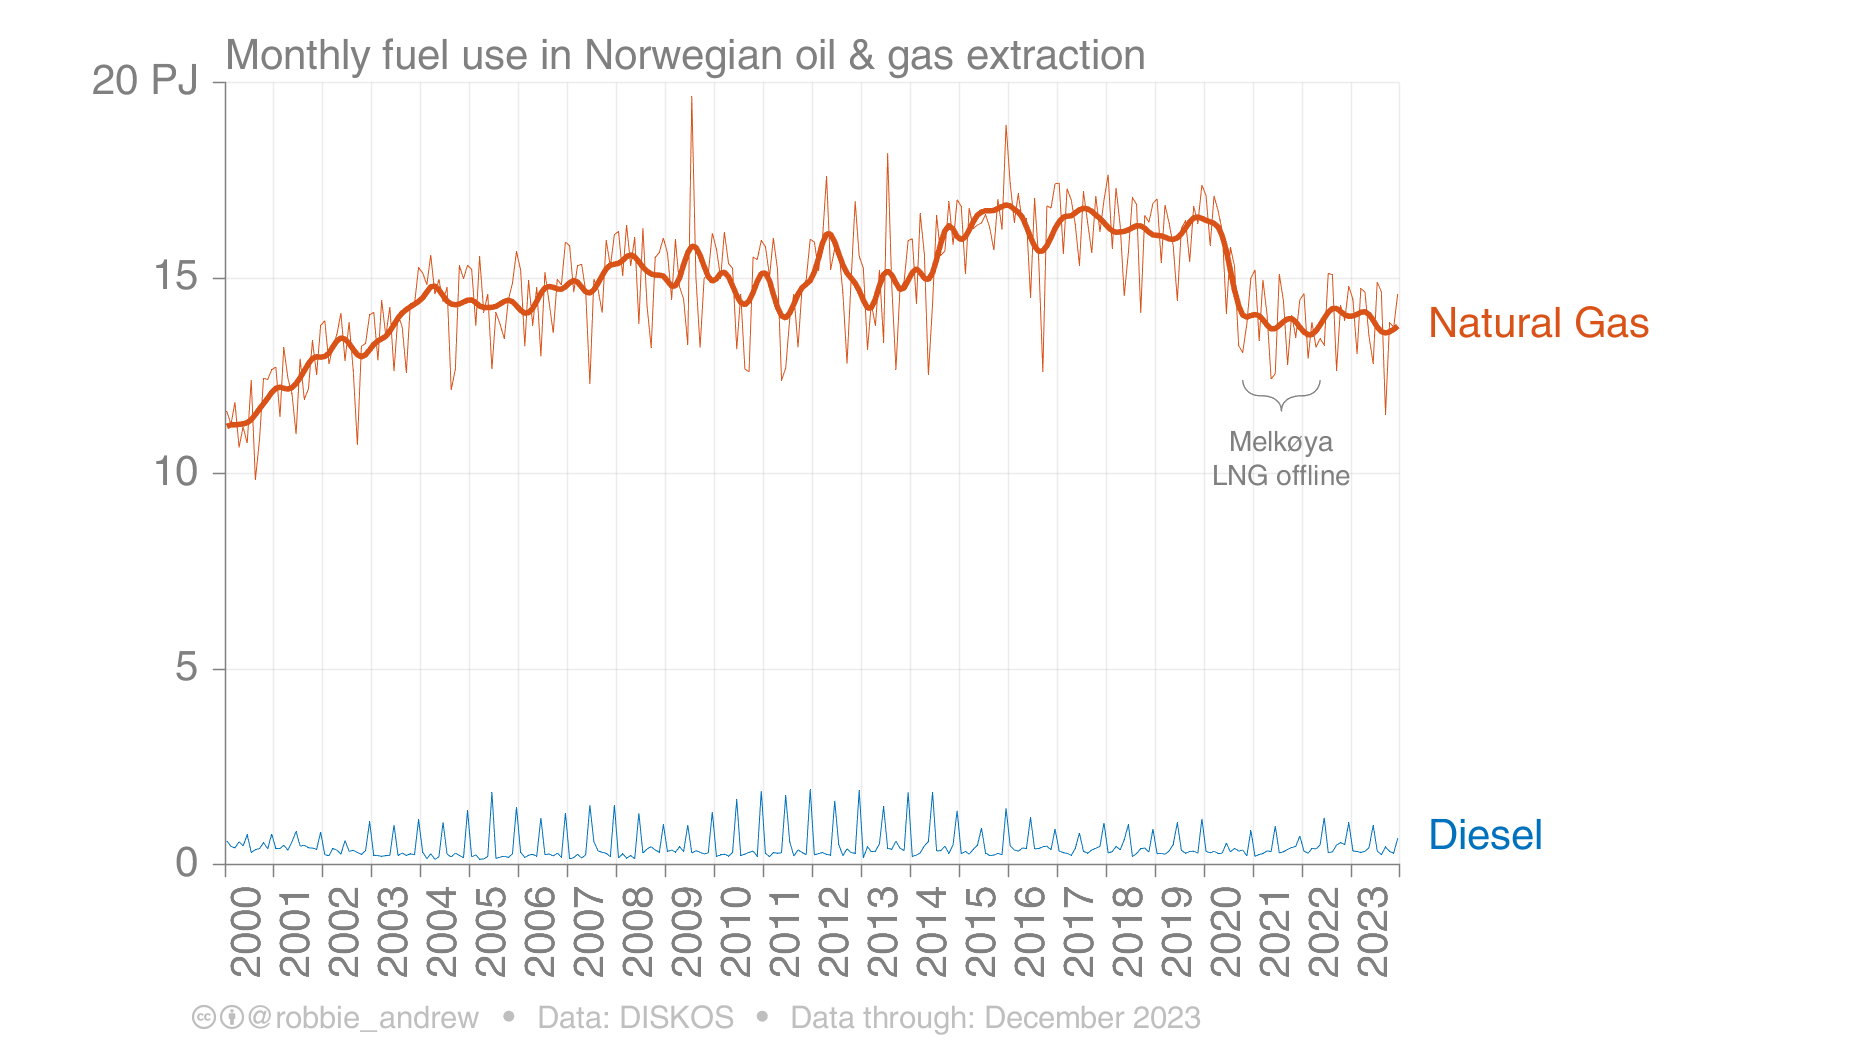 Monthly fuel use in Norwegian oil & gas extraction
20 PJ
15
10
5
0
Natural Gas
Melkøya
LNG offline
Diesel
2000 2001 2002 2003 2004 2005 2006 2007 2008 2009 2010 2011 2012 2013 2014 2015 2016 2017 2018 2019 2020 2021 2022 2023
@robbie_andrew • Data: DISKOS • Data through: December 2023